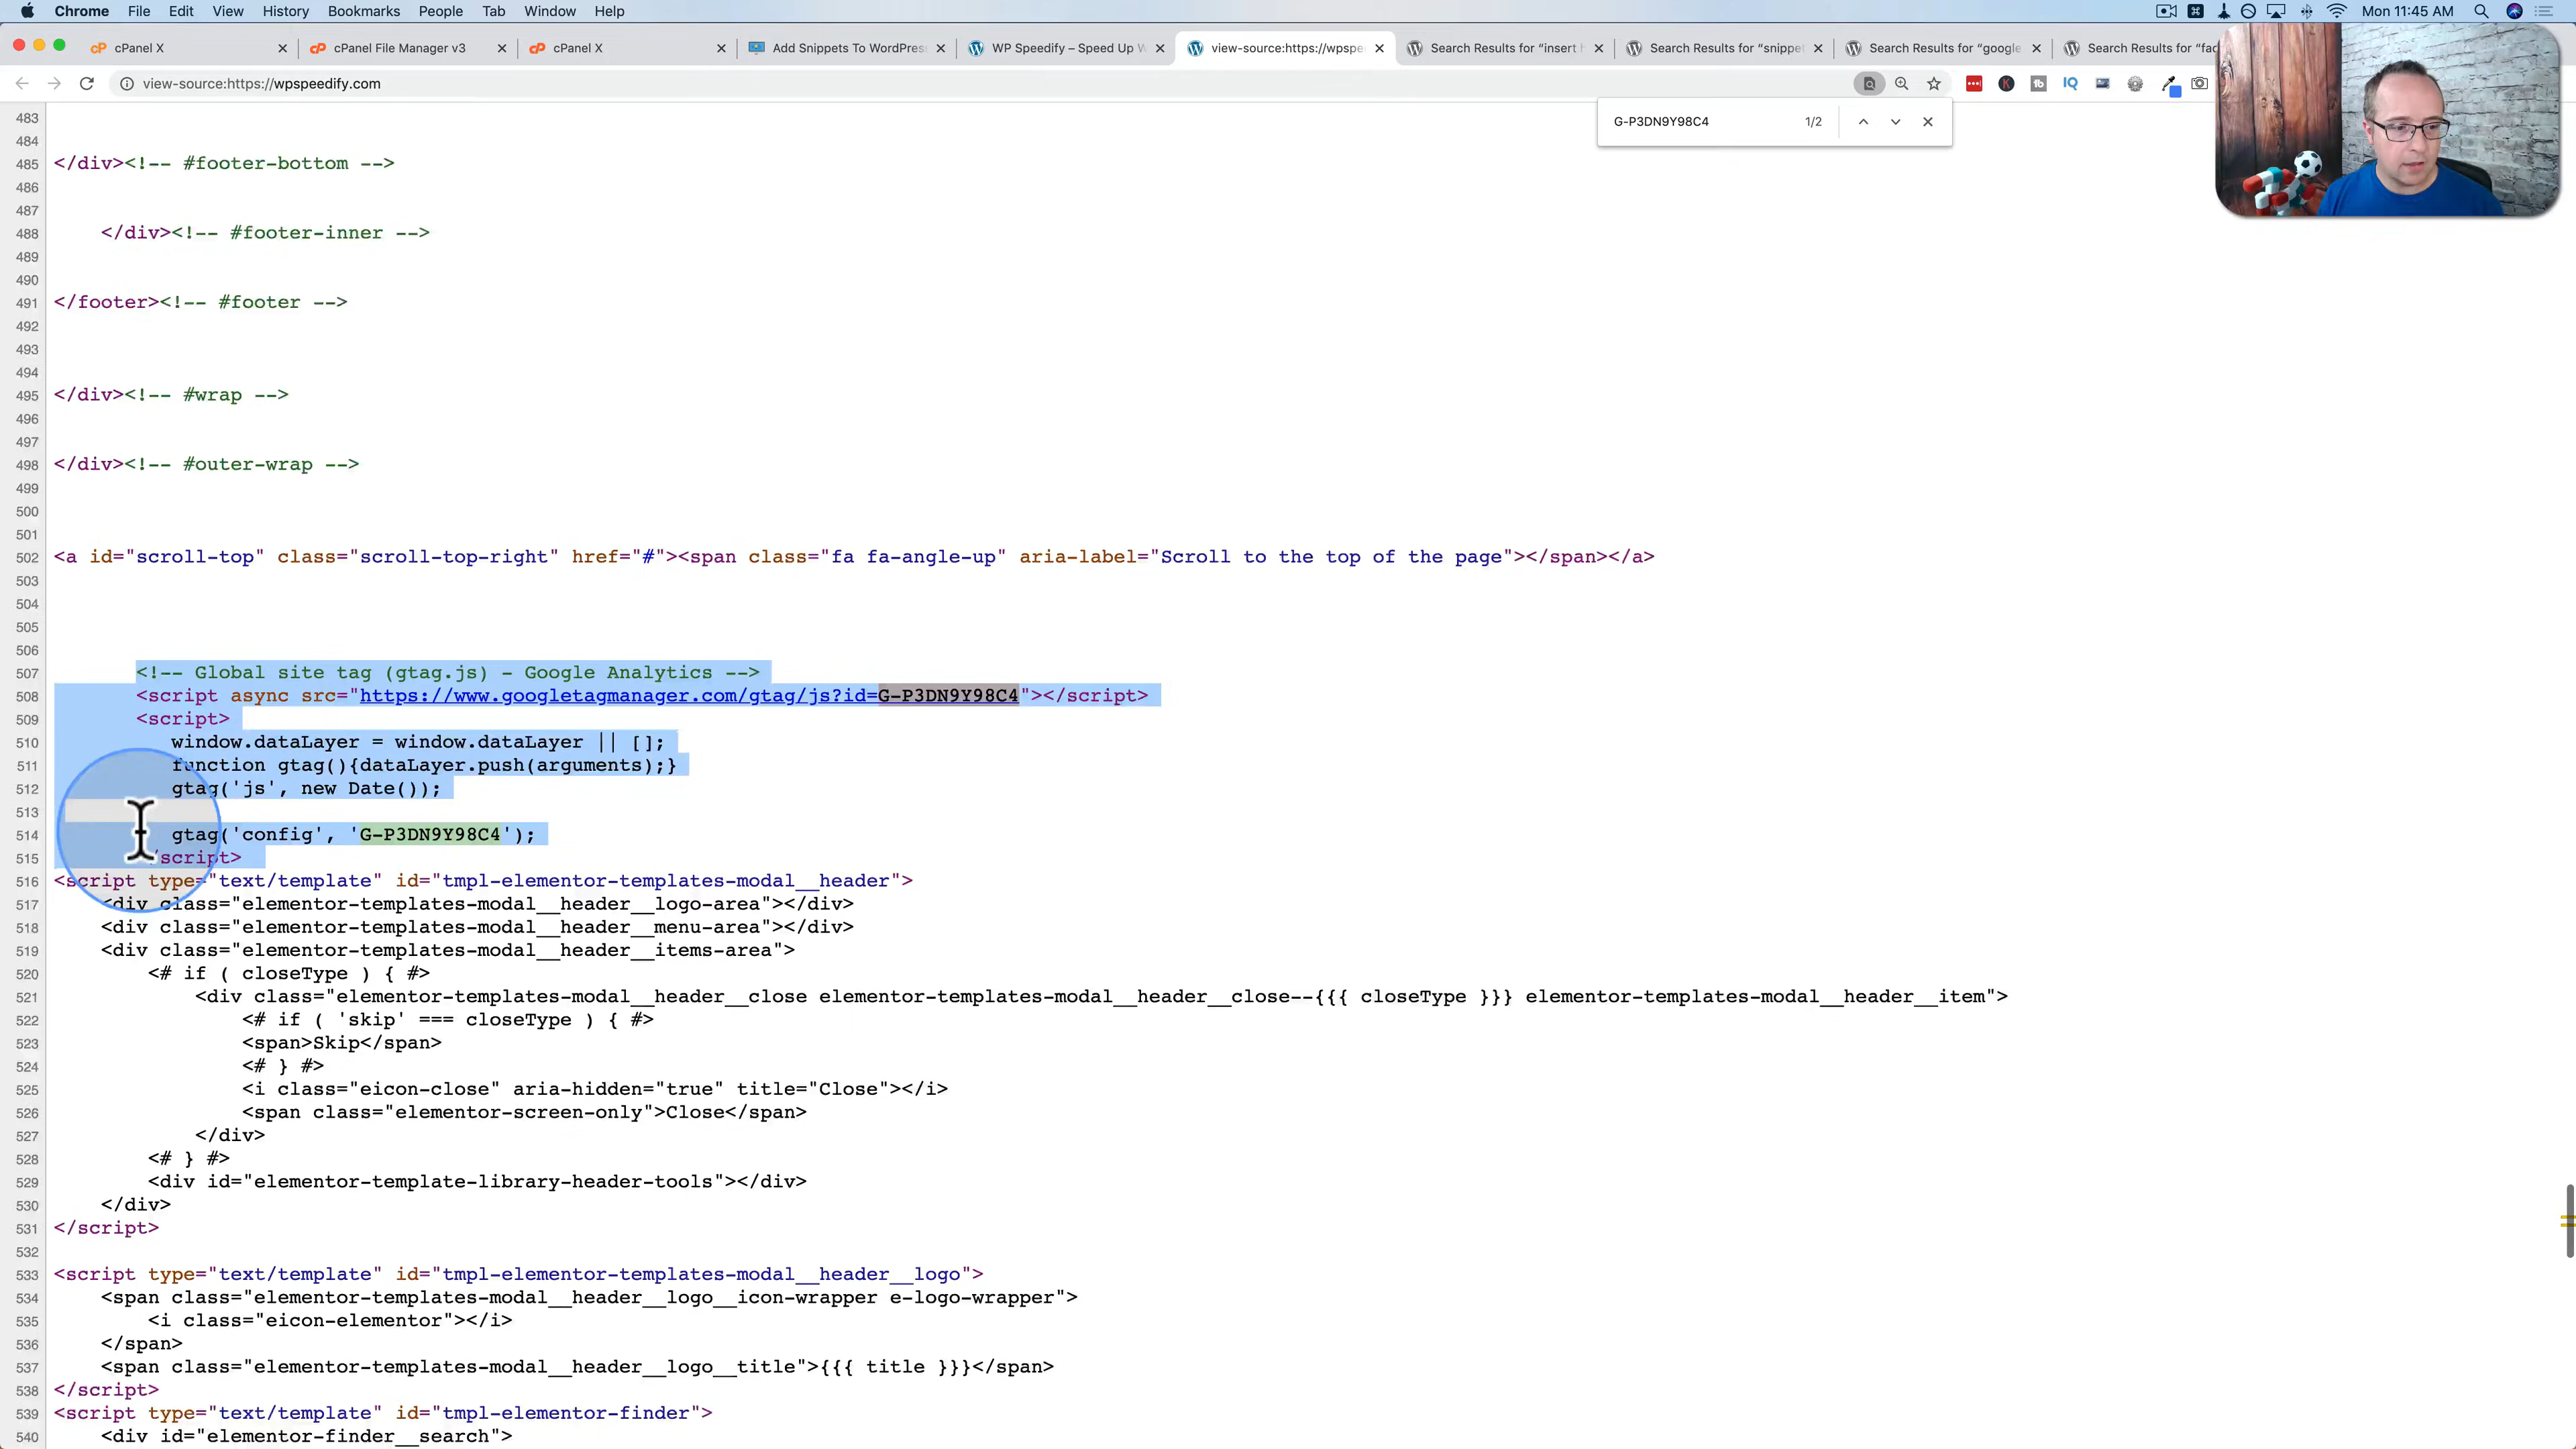 Chrome File Edit View History Bookmarks People Tab Window Help Mon 11:45 AM
cPanel X
cPanel File Manager v3
cPanel X
Add Snippets To WordPres
WP Speedify – Speed Up W
view-source:https://wpspe
Search Results for “insert h
Search Results for “snippet
Search Results for “google
Search Results for “fac
view-source:https://wpspeedify.com
G-P3DN9Y98C4 1/2
483
484
485 </div><!-- #footer-bottom -->
486
487
488 </div><!-- #footer-inner -->
489
490
491 </footer><!-- #footer -->
492
493
494
495 </div><!-- #wrap -->
496
497
498 </div><!-- #outer-wrap -->
499
500
501
502 <a id="scroll-top" class="scroll-top-right" href="#"><span class="fa fa-angle-up" aria-label="Scroll to the top of the page"></span></a>
503
504
505
506
507 <!-- Global site tag (gtag.js) - Google Analytics -->
508 <script async src="https://www.googletagmanager.com/gtag/js?id=G-P3DN9Y98C4"></script>
509 <script>
510 window.dataLayer = window.dataLayer || [];
511 function gtag(){dataLayer.push(arguments);}
512 gtag('js', new Date());
513
514 gtag('config', 'G-P3DN9Y98C4');
515 /script>
516 <script type="text/template" id="tmpl-elementor-templates-modal__header">
517 <div class="elementor-templates-modal__header__logo-area"></div>
518 <div class="elementor-templates-modal__header__menu-area"></div>
519 <div class="elementor-templates-modal__header__items-area">
520 <# if ( closeType ) { #>
521 <div class="elementor-templates-modal__header__close elementor-templates-modal__header__close--{{{ closeType }}} elementor-templates-modal__header__item">
522 <# if ( 'skip' === closeType ) { #>
523 <span>Skip</span>
524 <# } #>
525 <i class="eicon-close" aria-hidden="true" title="Close"></i>
526 <span class="elementor-screen-only">Close</span>
527 </div>
528 <# } #>
529 <div id="elementor-template-library-header-tools"></div>
530 </div>
531 </script>
532
533 <script type="text/template" id="tmpl-elementor-templates-modal__header__logo">
534 <span class="elementor-templates-modal__header__logo__icon-wrapper e-logo-wrapper">
535 <i class="eicon-elementor"></i>
536 </span>
537 <span class="elementor-templates-modal__header__logo__title">{{{ title }}}</span>
538 </script>
539 <script type="text/template" id="tmpl-elementor-finder">
540 <div id="elementor-finder__search">